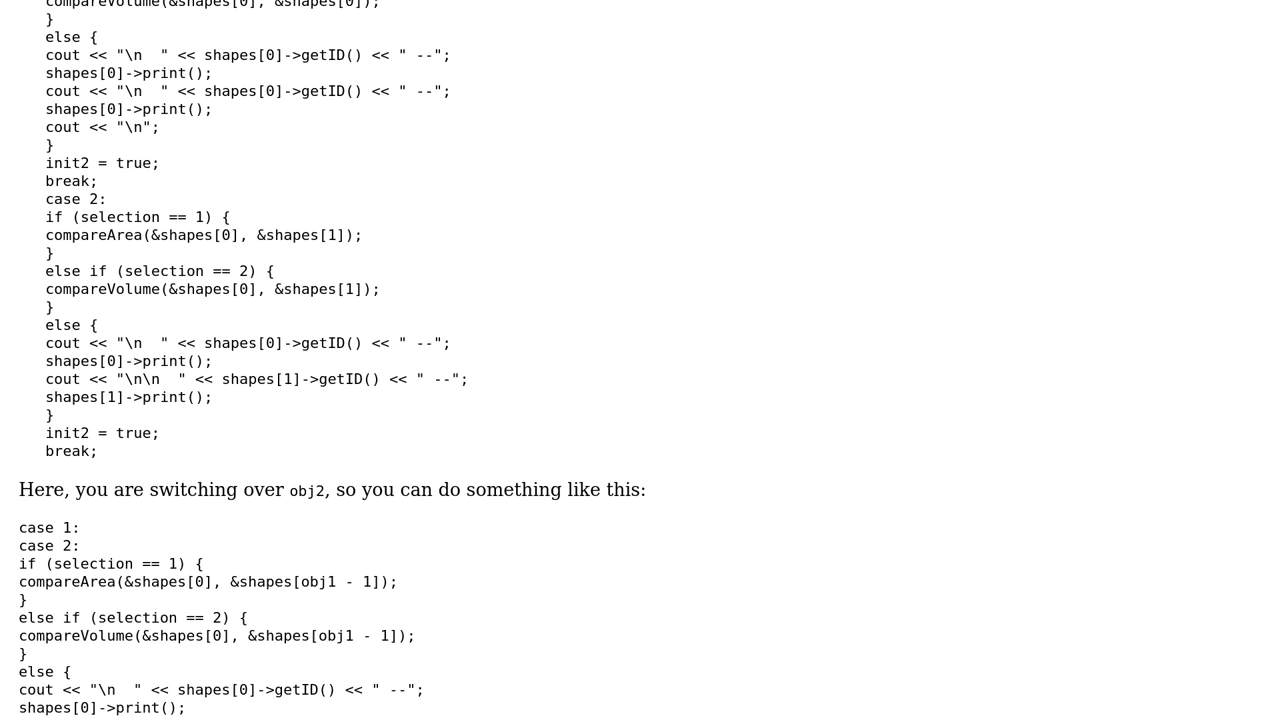 compareVolume(&shapes[0], &shapes[0]);
}
else {
cout << "\n  " << shapes[0]->getID() << " --";
shapes[0]->print();
cout << "\n  " << shapes[0]->getID() << " --";
shapes[0]->print();
cout << "\n";
}
init2 = true;
break;
case 2:
if (selection == 1) {
compareArea(&shapes[0], &shapes[1]);
}
else if (selection == 2) {
compareVolume(&shapes[0], &shapes[1]);
}
else {
cout << "\n  " << shapes[0]->getID() << " --";
shapes[0]->print();
cout << "\n\n  " << shapes[1]->getID() << " --";
shapes[1]->print();
}
init2 = true;
break;
Here, you are switching over obj2, so you can do something like this:
case 1:
case 2:
if (selection == 1) {
compareArea(&shapes[0], &shapes[obj1 - 1]);
}
else if (selection == 2) {
compareVolume(&shapes[0], &shapes[obj1 - 1]);
}
else {
cout << "\n  " << shapes[0]->getID() << " --";
shapes[0]->print();